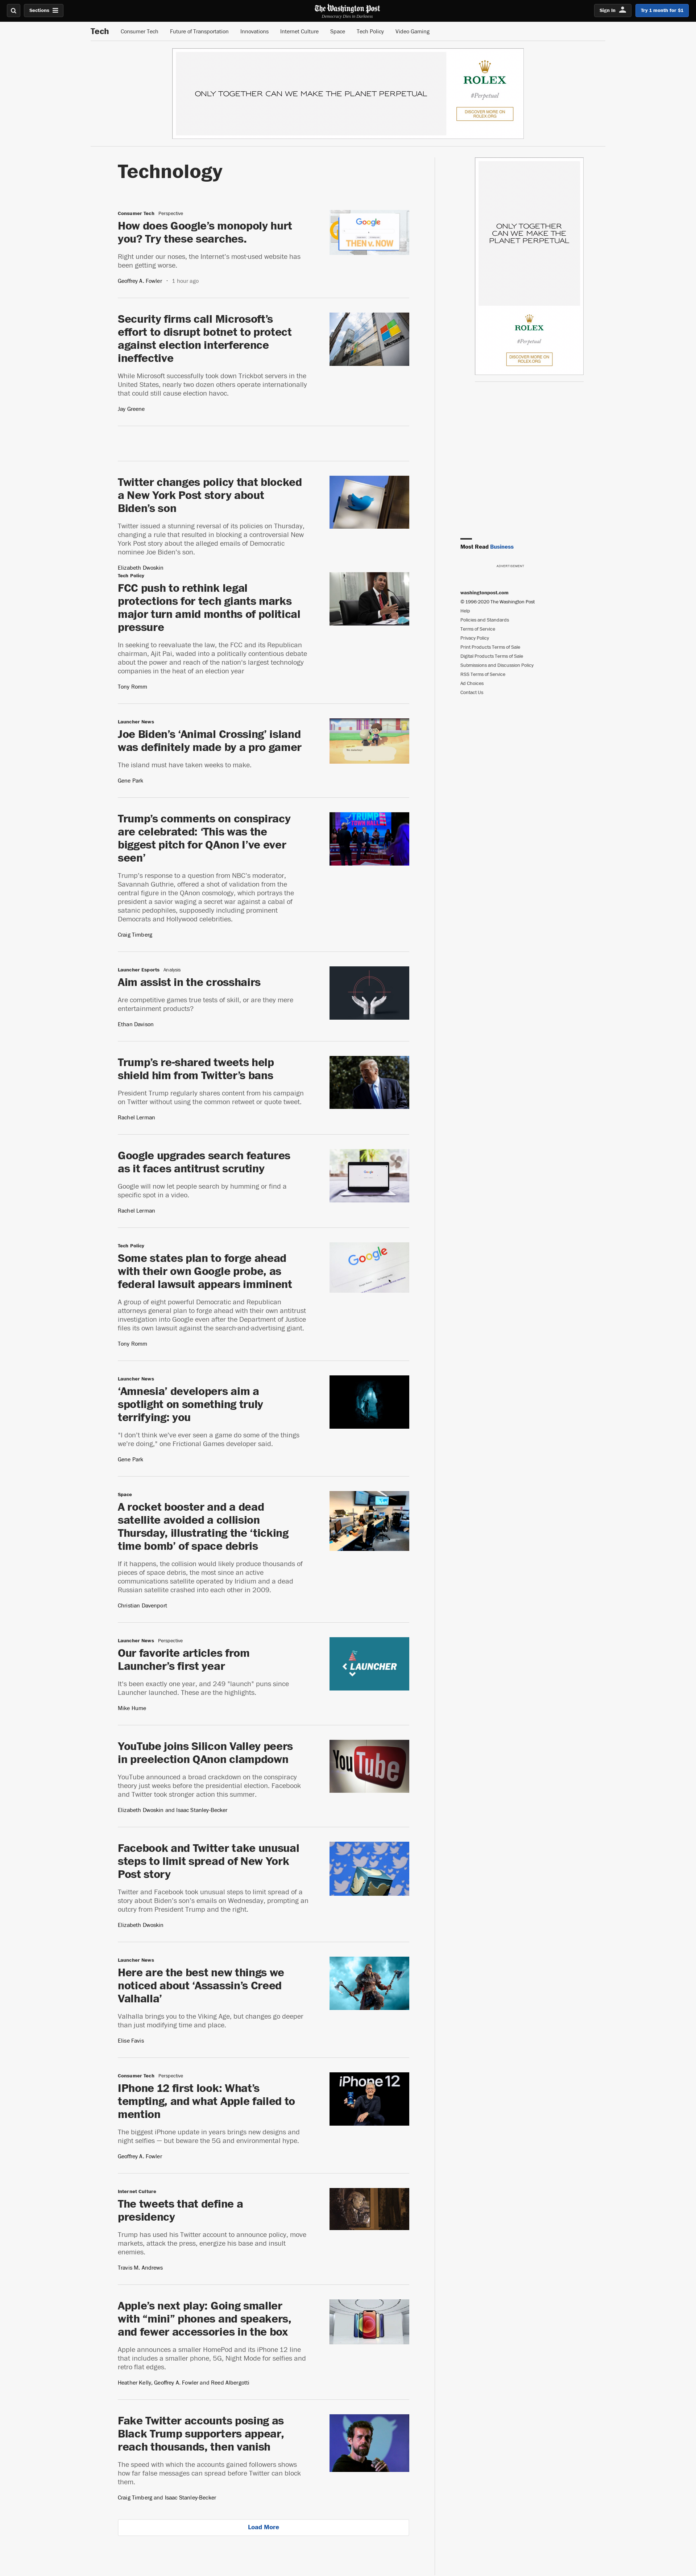 Sections
The Washington Post
Democracy Dies in Darkness
Sign In
Try 1 month for $1
Tech
Consumer Tech
Future of Transportation
Innovations
Internet Culture
Space
Tech Policy
Video Gaming
ONLY TOGETHER CAN WE MAKE THE PLANET PERPETUAL
ROLEX
#Perpetual
DISCOVER MORE ON
ROLEX.ORG
Technology
Consumer Tech Perspective
How does Google’s monopoly hurt
you? Try these searches.
Right under our noses, the Internet’s most-used website has
been getting worse.
Geoffrey A. Fowler • 1 hour ago
Google
THEN v. NOW
Security firms call Microsoft’s
effort to disrupt botnet to protect
against election interference
ineffective
While Microsoft successfully took down Trickbot servers in the
United States, nearly two dozen others operate internationally
that could still cause election havoc.
Jay Greene
Microsoft
Twitter changes policy that blocked
a New York Post story about
Biden’s son
Twitter issued a stunning reversal of its policies on Thursday,
changing a rule that resulted in blocking a controversial New
York Post story about the alleged emails of Democratic
nominee Joe Biden’s son.
Elizabeth Dwoskin
Tech Policy
FCC push to rethink legal
protections for tech giants marks
major turn amid months of political
pressure
In seeking to reevaluate the law, the FCC and its Republican
chairman, Ajit Pai, waded into a politically contentious debate
about the power and reach of the nation’s largest technology
companies in the heat of an election year
Tony Romm
Launcher News
Joe Biden’s ‘Animal Crossing’ island
was definitely made by a pro gamer
The island must have taken weeks to make.
Gene Park
Trump’s comments on conspiracy
are celebrated: ‘This was the
biggest pitch for QAnon I’ve ever
seen’
Trump’s response to a question from NBC’s moderator,
Savannah Guthrie, offered a shot of validation from the
central figure in the QAnon cosmology, which portrays the
president a savior waging a secret war against a cabal of
satanic pedophiles, supposedly including prominent
Democrats and Hollywood celebrities.
Craig Timberg
TRUMP
TOWN HALL
Launcher Esports Analysis
Aim assist in the crosshairs
Are competitive games true tests of skill, or are they mere
entertainment products?
Ethan Davison
Trump’s re-shared tweets help
shield him from Twitter’s bans
President Trump regularly shares content from his campaign
on Twitter without using the common retweet or quote tweet.
Rachel Lerman
Google upgrades search features
as it faces antitrust scrutiny
Google will now let people search by humming or find a
specific spot in a video.
Rachel Lerman
Google
Tech Policy
Some states plan to forge ahead
with their own Google probe, as
federal lawsuit appears imminent
A group of eight powerful Democratic and Republican
attorneys general plan to forge ahead with their own antitrust
investigation into Google even after the Department of Justice
files its own lawsuit against the search-and-advertising giant.
Tony Romm
Google
Launcher News
‘Amnesia’ developers aim a
spotlight on something truly
terrifying: you
"I don't think we've ever seen a game do some of the things
we're doing," one Frictional Games developer said.
Gene Park
Space
A rocket booster and a dead
satellite avoided a collision
Thursday, illustrating the ‘ticking
time bomb’ of space debris
If it happens, the collision would likely produce thousands of
pieces of space debris, the most since an active
communications satellite operated by Iridium and a dead
Russian satellite crashed into each other in 2009.
Christian Davenport
Launcher News Perspective
Our favorite articles from
Launcher’s first year
It's been exactly one year, and 249 "launch" puns since
Launcher launched. These are the highlights.
Mike Hume
LAUNCHER
YouTube joins Silicon Valley peers
in preelection QAnon clampdown
YouTube announced a broad crackdown on the conspiracy
theory just weeks before the presidential election. Facebook
and Twitter took stronger action this summer.
Elizabeth Dwoskin and Isaac Stanley-Becker
YouTube
Facebook and Twitter take unusual
steps to limit spread of New York
Post story
Twitter and Facebook took unusual steps to limit spread of a
story about Biden’s son’s emails on Wednesday, prompting an
outcry from President Trump and the right.
Elizabeth Dwoskin
Launcher News
Here are the best new things we
noticed about ‘Assassin’s Creed
Valhalla’
Valhalla brings you to the Viking Age, but changes go deeper
than just modifying time and place.
Elise Favis
Consumer Tech Perspective
IPhone 12 first look: What’s
tempting, and what Apple failed to
mention
The biggest iPhone update in years brings new designs and
night selfies — but beware the 5G and environmental hype.
Geoffrey A. Fowler
iPhone 12
Internet Culture
The tweets that define a
presidency
Trump has used his Twitter account to announce policy, move
markets, attack the press, energize his base and insult
enemies.
Travis M. Andrews
Apple’s next play: Going smaller
with “mini” phones and speakers,
and fewer accessories in the box
Apple announces a smaller HomePod and its iPhone 12 line
that includes a smaller phone, 5G, Night Mode for selfies and
retro flat edges.
Heather Kelly, Geoffrey A. Fowler and Reed Albergotti
Fake Twitter accounts posing as
Black Trump supporters appear,
reach thousands, then vanish
The speed with which the accounts gained followers shows
how far false messages can spread before Twitter can block
them.
Craig Timberg and Isaac Stanley-Becker
Load More
ONLY TOGETHER
CAN WE MAKE THE
PLANET PERPETUAL
ROLEX
#Perpetual
DISCOVER MORE ON
ROLEX.ORG
Most Read Business
ADVERTISEMENT
washingtonpost.com
© 1996-2020 The Washington Post
Help
Policies and Standards
Terms of Service
Privacy Policy
Print Products Terms of Sale
Digital Products Terms of Sale
Submissions and Discussion Policy
RSS Terms of Service
Ad Choices
Contact Us